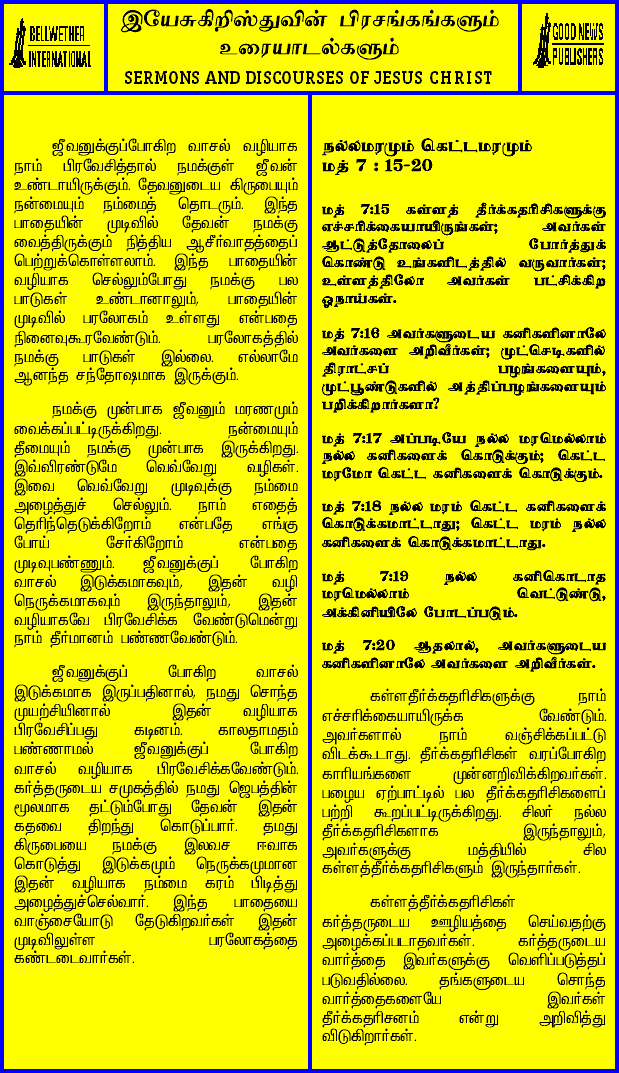 BELLWETHER
INTERNATIONAL
இயேசுகிறிஸ்துவின் பிரசங்கங்களும்
உரையாடல்களும்
SERMONS AND DISCOURSES OF JESUS CHRIST
GOOD NEWS
PUBLISHERS
ஜீவனுக்குப்போகிற வாசல் வழியாக
நாம் பிரவேசித்தால் நமக்குள் ஜீவன்
உண்டாயிருக்கும். தேவனுடைய கிருபையும்
நன்மையும் நம்மைத் தொடரும். இந்த
பாதையின் முடிவில் தேவன் நமக்கு
வைத்திருக்கும் நித்திய ஆசீர்வாதத்தைப்
பெற்றுக்கொள்ளலாம். இந்த பாதையின்
வழியாக செல்லும்போது நமக்கு பல
பாடுகள் உண்டானாலும், பாதையின்
முடிவில் பரலோகம் உள்ளது என்பதை
நினைவுகூரவேண்டும். பரலோகத்தில்
நமக்கு பாடுகள் இல்லை. எல்லாமே
ஆனந்த சந்தோஷமாக இருக்கும்.
நமக்கு முன்பாக ஜீவனும் மரணமும்
வைக்கப்பட்டிருக்கிறது. நன்மையும்
தீமையும் நமக்கு முன்பாக இருக்கிறது.
இவ்விரண்டுமே வெவ்வேறு வழிகள்.
இவை வெவ்வேறு முடிவுக்கு நம்மை
அழைத்துச் செல்லும். நாம் எதைத்
தெரிந்தெடுக்கிறோம் என்பதே எங்கு
போய் சேர்கிறோம் என்பதை
முடிவுபண்ணும். ஜீவனுக்குப் போகிற
வாசல் இடுக்கமாகவும், இதன் வழி
நெருக்கமாகவும் இருந்தாலும், இதன்
வழியாகவே பிரவேசிக்க வேண்டுமென்று
நாம் தீர்மானம் பண்ணவேண்டும்.
ஜீவனுக்குப் போகிற வாசல்
இடுக்கமாக இருப்பதினால், நமது சொந்த
முயற்சியினால் இதன் வழியாக
பிரவேசிப்பது கடினம். காலதாமதம்
பண்ணாமல் ஜீவனுக்குப் போகிற
வாசல் வழியாக பிரவேசிக்கவேண்டும்.
கர்த்தருடைய சமுகத்தில் நமது ஜெபத்தின்
மூலமாக தட்டும்போது தேவன் இதன்
கதவை திறந்து கொடுப்பார். தமது
கிருபையை நமக்கு இலவச ஈவாக
கொடுத்து இடுக்கமும் நெருக்கமுமான
இதன் வழியாக நம்மை கரம் பிடித்து
அழைத்துச்செல்வார். இந்த பாதையை
வாஞ்சையோடு தேடுகிறவர்கள் இதன்
முடிவிலுள்ள பரலோகத்தை
கண்டடைவார்கள்.
நல்லமரமும் கெட்டமரமும்
மத் 7 : 15-20
மத் 7:15 கள்ளத் தீர்க்கதரிசிகளுக்கு
எச்சரிக்கையாயிருங்கள்; அவர்கள்
ஆட்டுத்தோலைப் போர்த்துக்
கொண்டு உங்களிடத்தில் வருவார்கள்;
உள்ளத்திலோ அவர்கள் பட்சிக்கிற
ஓநாய்கள்.
மத் 7:16 அவர்களுடைய கனிகளினாலே
அவர்களை அறிவீர்கள்; முட்செடிகளில்
திராட்சப் பழங்களையும்,
முட்பூண்டுகளில் அத்திப்பழங்களையும்
பறிக்கிறார்களா?
மத் 7:17 அப்படியே நல்ல மரமெல்லாம்
நல்ல கனிகளைக் கொடுக்கும்; கெட்ட
மரமோ கெட்ட கனிகளைக் கொடுக்கும்.
மத் 7:18 நல்ல மரம் கெட்ட கனிகளைக்
கொடுக்கமாட்டாது; கெட்ட மரம் நல்ல
கனிகளைக் கொடுக்கமாட்டாது.
மத் 7:19 நல்ல கனிகொடாத
மரமெல்லாம் வெட்டுண்டு,
அக்கினியிலே போடப்படும்.
மத் 7:20 ஆதலால், அவர்களுடைய
கனிகளினாலே அவர்களை அறிவீர்கள்.
கள்ளதீர்க்கதரிசிகளுக்கு நாம்
எச்சரிக்கையாயிருக்க வேண்டும்.
அவர்களால் நாம் வஞ்சிக்கப்பட்டு
விடக்கூடாது. தீர்க்கதரிசிகள் வரப்போகிற
காரியங்களை முன்னறிவிக்கிறவர்கள்.
பழைய ஏற்பாட்டில் பல தீர்க்கதரிசிகளைப்
பற்றி கூறப்பட்டிருக்கிறது. சிலர் நல்ல
தீர்க்கதரிசிகளாக இருந்தாலும்,
அவர்களுக்கு மத்தியில் சில
கள்ளத்தீர்க்கதரிசிகளும் இருந்தார்கள்.
கள்ளத்தீர்க்கதரிசிகள்
கர்த்தருடைய ஊழியத்தை செய்வதற்கு
அழைக்கப்படாதவர்கள். கர்த்தருடைய
வார்த்தை இவர்களுக்கு வெளிப்படுத்தப்
படுவதில்லை. தங்களுடைய சொந்த
வார்த்தைகளையே இவர்கள்
தீர்க்கதரிசனம் என்று அறிவித்து
விடுகிறார்கள்.